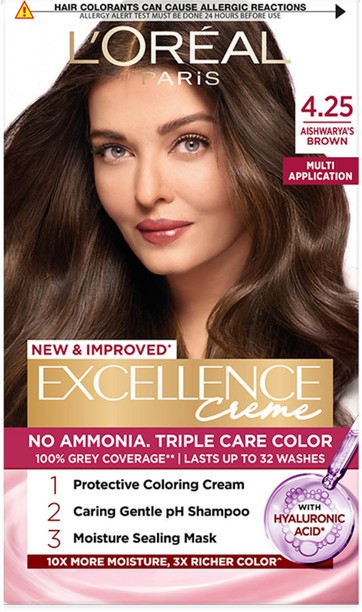 HAIR COLORANTS CAN CAUSE ALLERGIC REACTIONS
ALLERGY ALERT TEST MUST BE DONE 24 HOURS BEFORE USE
L'ORÉAL
PARiS
4.25
AISHWARYA'S
BROWN
MULTI
APPLICATION
NEW & IMPROVED*
EXCELLENCE
Creme
NO AMMONIA. TRIPLE CARE COLOR
100% GREY COVERAGE** | LASTS UP TO 32 WASHES
1 Protective Coloring Cream
2 Caring Gentle pH Shampoo
3 Moisture Sealing Mask
WITH
HYALURONIC
ACID*
10X MORE MOISTURE, 3X RICHER COLOR^